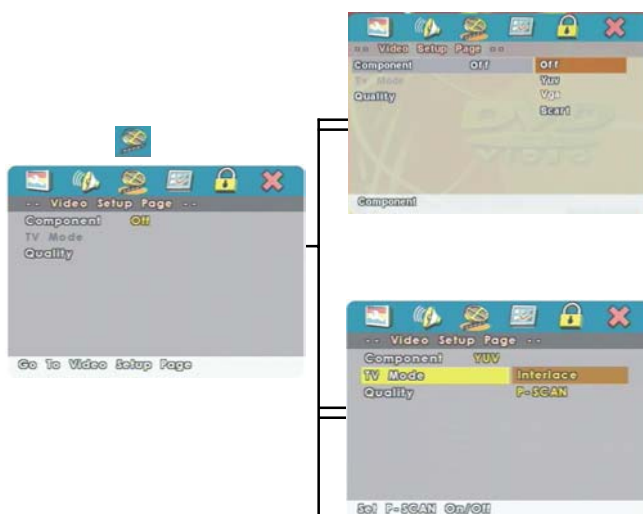 -- Video Setup Page --
Component Off
TV Mode
Quality
Go To Video Setup Page
-- Video Setup Page --
Component Off Off
TV Mode Yuv
Quality Vga
Scart
DVD
VIDEO
Component
-- Video Setup Page --
Component YUV
TV Mode Interlace
Quality P-SCAN
Set P-SCAN On/Off